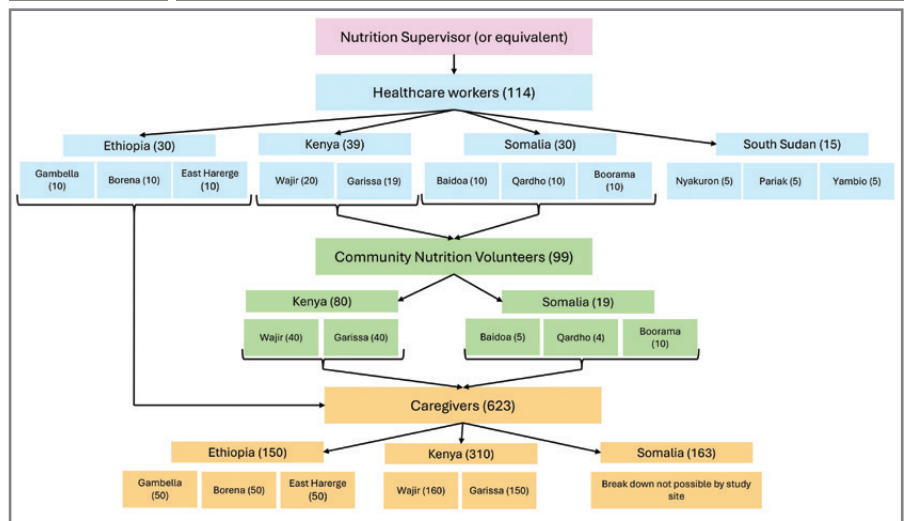 Nutrition Supervisor (or equivalent)
Healthcare workers (114)
Ethiopia (30)
Kenya (39)
Somalia (30)
South Sudan (15)
Gambella
(10)
Borena (10)
East Harerge
(10)
Wajir (20)
Garissa (19)
Baidoa (10)
Qardho (10)
Boorama
(10)
Nyakuron (5)
Pariak (5)
Yambio (5)
Community Nutrition Volunteers (99)
Kenya (80)
Somalia (19)
Wajir (40)
Garissa (40)
Baidoa (5)
Qardho (4)
Boorama
(10)
Caregivers (623)
Ethiopia (150)
Kenya (310)
Somalia (163)
Gambella
(50)
Borena (50)
East Harerge
(50)
Wajir (160)
Garissa (150)
Break down not possible by study
site